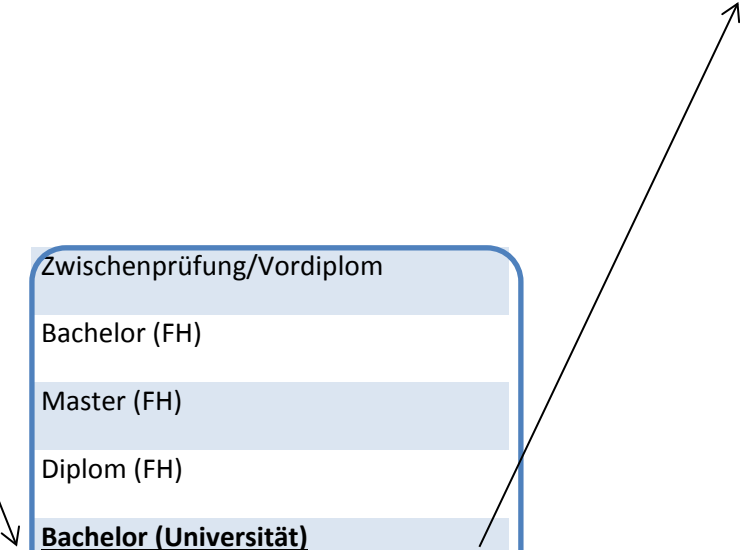 Zwischenprüfung/Vordiplom
Bachelor (FH)
Master (FH)
Diplom (FH)
Bachelor (Universität)